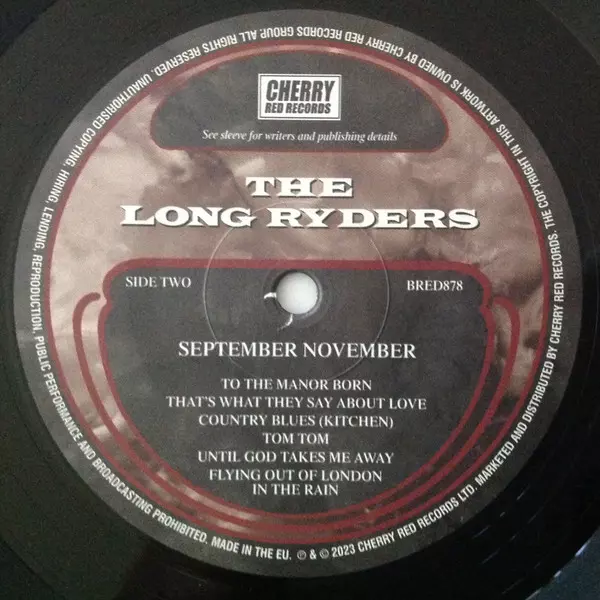 CHERRY
RED RECORDS
See sleeve for writers and publishing details
THE
LONG RYDERS
SIDE TWO
BRED878
SEPTEMBER NOVEMBER
TO THE MANOR BORN
THAT'S WHAT THEY SAY ABOUT LOVE
COUNTRY BLUES (KITCHEN)
TOM TOM
UNTIL GOD TAKES ME AWAY
FLYING OUT OF LONDON
IN THE RAIN
THE COPYRIGHT IN THIS ARTWORK IS OWNED BY CHERRY RED RECORDS GROUP. ALL RIGHTS RESERVED. UNAUTHORISED COPYING, HIRING, LENDING, REPRODUCTION, PUBLIC PERFORMANCE AND BROADCASTING PROHIBITED. MADE IN THE EU. ℗ & © 2023 CHERRY RED RECORDS LTD. MARKETED AND DISTRIBUTED BY CHERRY RED RECORDS.